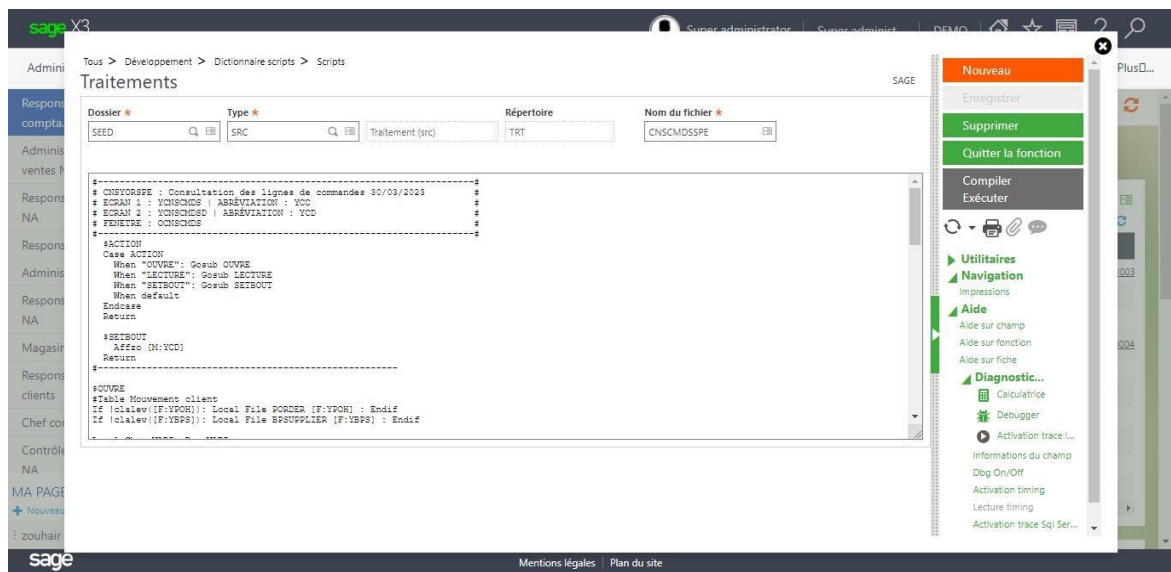 sage X3
Super administrator
Super administ...
DEMO
Admini
Plus
Respons
compta.
Adminis
ventes N
Respons
NA
Respons
Adminis
Respons
NA
Magasin
Respons
clients
Chef co
Contrôle
NA
MA PAGE
Nouveau
zouhair
Tous > Développement > Dictionnaire scripts > Scripts
Traitements
SAGE
Dossier * Type * Répertoire Nom du fichier *
SEED SRC Traitement (src) TRT CNSCMDSSPE
#----------------------------------------------------------------------#
# CNSYORSPE : Consultation des lignes de commandes 30/03/2023 #
# ECRAN 1 : YCNSCMDS | ABRÉVIATION : YCC #
# ECRAN 2 : YCNSCMDSD | ABRÉVIATION : YCD #
# FENETRE : OCNSCMDS #
#----------------------------------------------------------------------#
$ACTION
Case ACTION
When "OUVRE": Gosub OUVRE
When "LECTURE": Gosub LECTURE
When "SETBOUT": Gosub SETBOUT
When default
Endcase
Return
$SETBOUT
Affzo [M:YCD]
Return
#--------------------------------------------------------
$OUVRE
#Table Mouvement client
If !clalev([F:YPOH]): Local File PORDER [F:YPOH] : Endif
If !clalev([F:YBPS]): Local File BPSUPPLIER [F:YBPS] : Endif
Nouveau
Enregistrer
Supprimer
Quitter la fonction
Compiler
Exécuter
Utilitaires
Navigation
Impressions
Aide
Aide sur champ
Aide sur fonction
Aide sur fiche
Diagnostic...
Calculatrice
Debugger
Activation trace l...
Informations du champ
Dbg On/Off
Activation timing
Lecture timing
Activation trace Sql Ser...
0003
0004
sage
Mentions légales | Plan du site